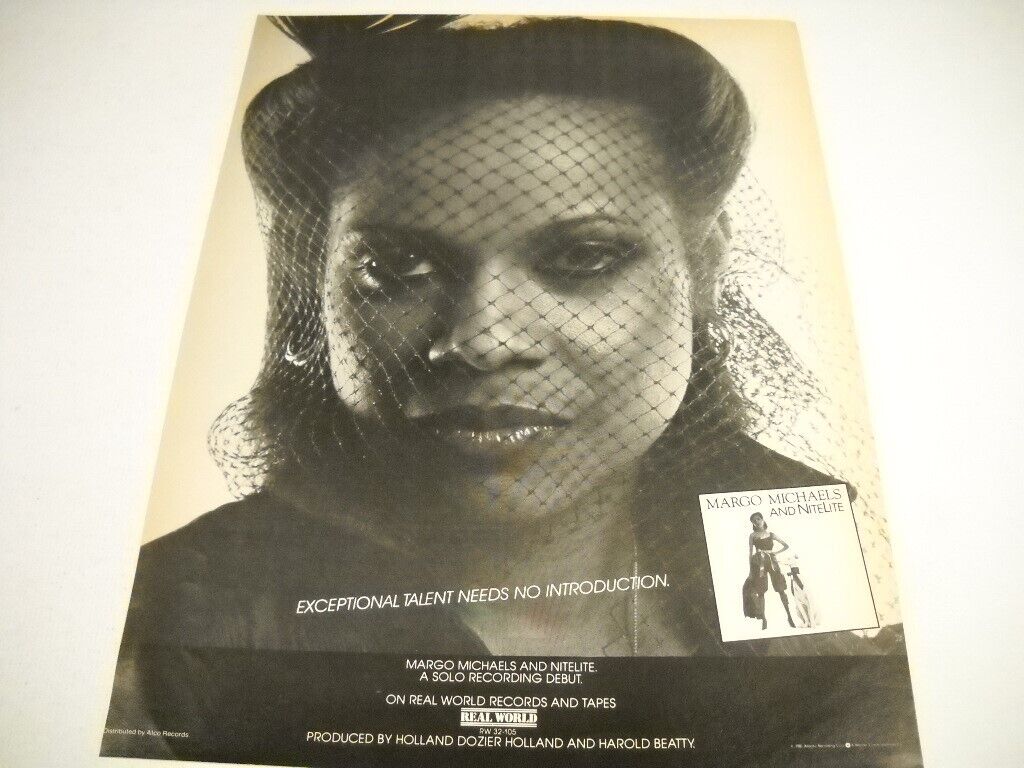 MARGO MICHAELS
AND NITELITE
EXCEPTIONAL TALENT NEEDS NO INTRODUCTION.
MARGO MICHAELS AND NITELITE.
A SOLO RECORDING DEBUT.
ON REAL WORLD RECORDS AND TAPES
REAL WORLD
RW 32-105
PRODUCED BY HOLLAND DOZIER HOLLAND AND HAROLD BEATTY.
Distributed by Atco Records